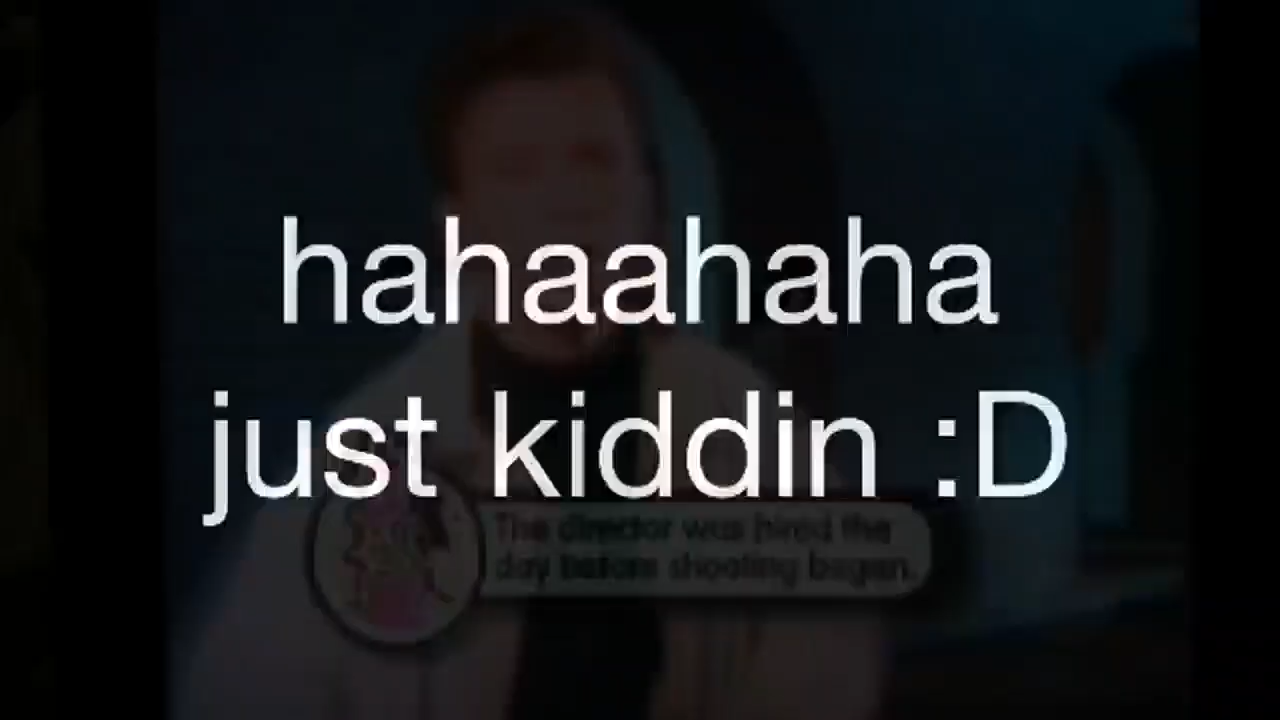 hahaahaha
just kiddin :D
The director was hired the
day before shooting began.